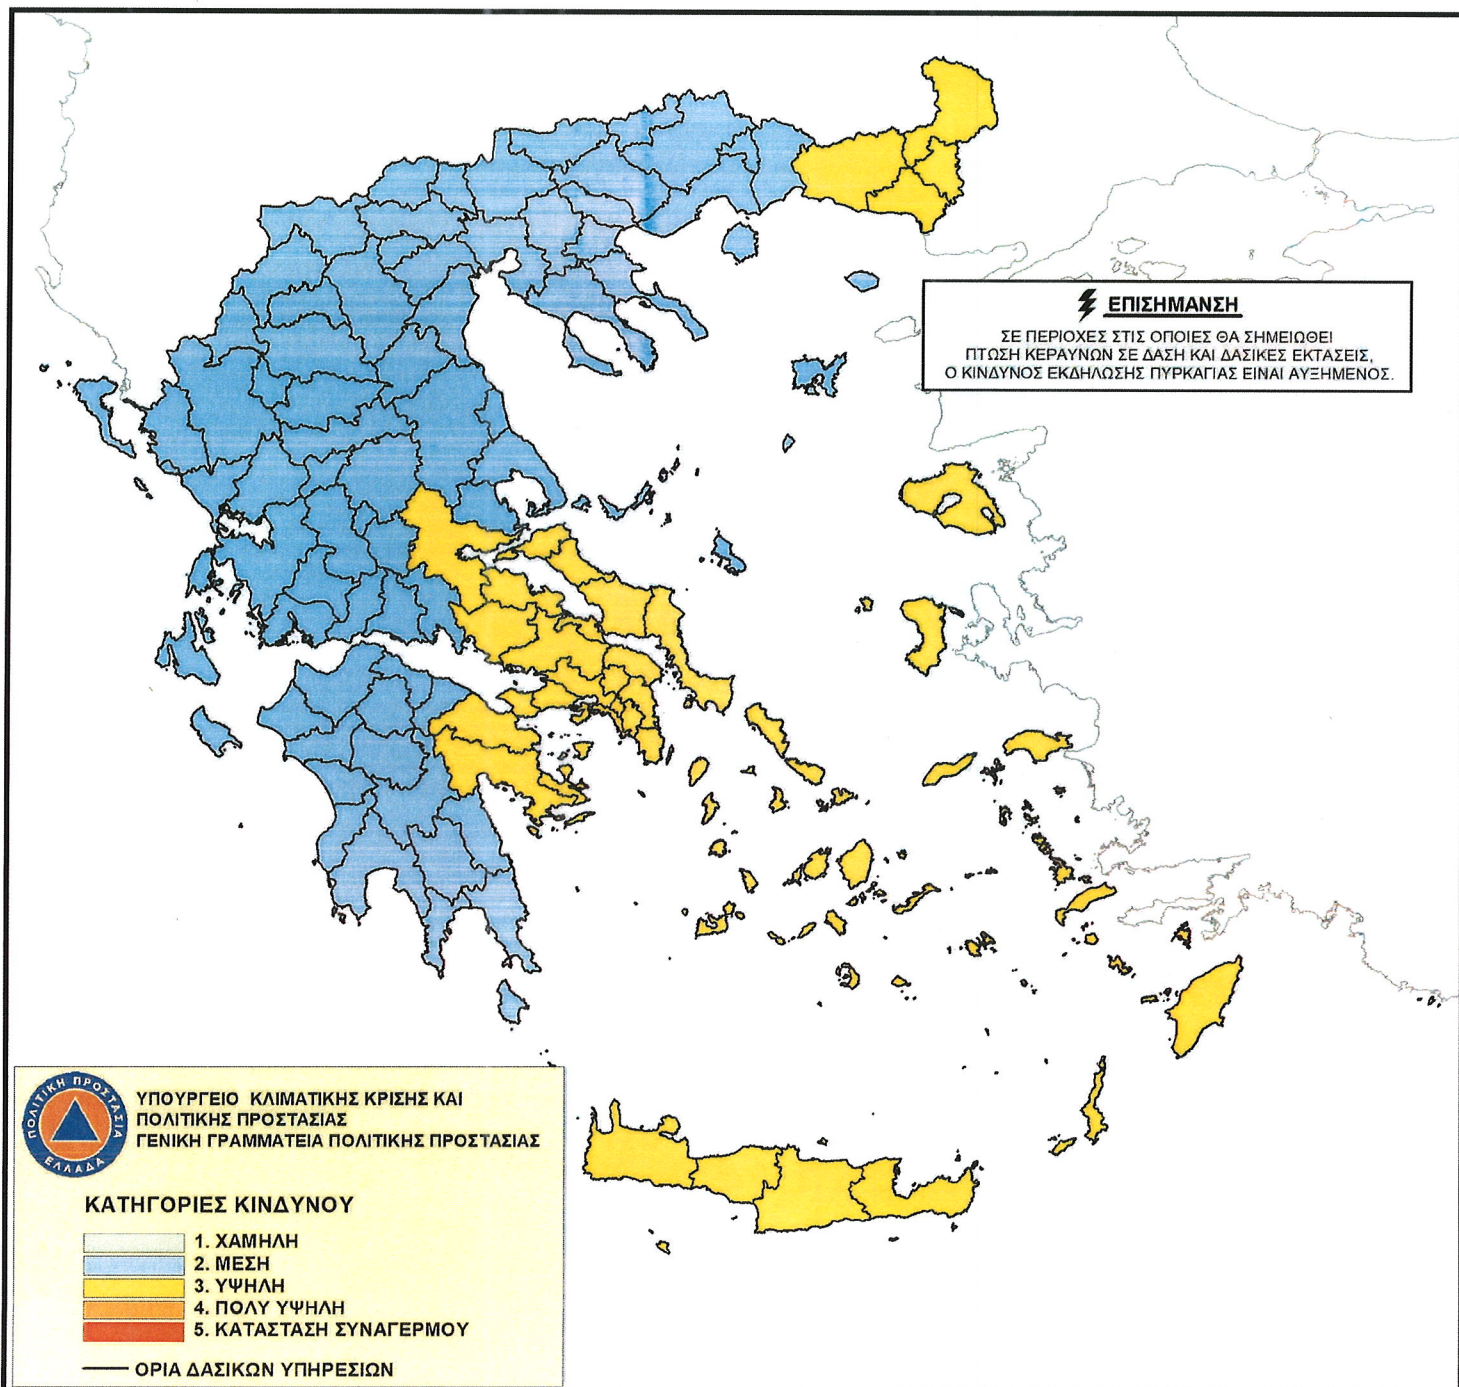 ΕΠΙΣΗΜΑΝΣΗ
ΣΕ ΠΕΡΙΟΧΕΣ ΣΤΙΣ ΟΠΟΙΕΣ ΘΑ ΣΗΜΕΙΩΘΕΙ
ΠΤΩΣΗ ΚΕΡΑΥΝΩΝ ΣΕ ΔΑΣΗ ΚΑΙ ΔΑΣΙΚΕΣ ΕΚΤΑΣΕΙΣ,
Ο ΚΙΝΔΥΝΟΣ ΕΚΔΗΛΩΣΗΣ ΠΥΡΚΑΓΙΑΣ ΕΙΝΑΙ ΑΥΞΗΜΕΝΟΣ.
ΠΟΛΙΤΙΚΗ ΠΡΟΣΤΑΣΙΑ
ΕΛΛΑΔΑ
ΥΠΟΥΡΓΕΙΟ ΚΛΙΜΑΤΙΚΗΣ ΚΡΙΣΗΣ ΚΑΙ
ΠΟΛΙΤΙΚΗΣ ΠΡΟΣΤΑΣΙΑΣ
ΓΕΝΙΚΗ ΓΡΑΜΜΑΤΕΙΑ ΠΟΛΙΤΙΚΗΣ ΠΡΟΣΤΑΣΙΑΣ
ΚΑΤΗΓΟΡΙΕΣ ΚΙΝΔΥΝΟΥ
1. ΧΑΜΗΛΗ
2. ΜΕΣΗ
3. ΥΨΗΛΗ
4. ΠΟΛΥ ΥΨΗΛΗ
5. ΚΑΤΑΣΤΑΣΗ ΣΥΝΑΓΕΡΜΟΥ
ΟΡΙΑ ΔΑΣΙΚΩΝ ΥΠΗΡΕΣΙΩΝ